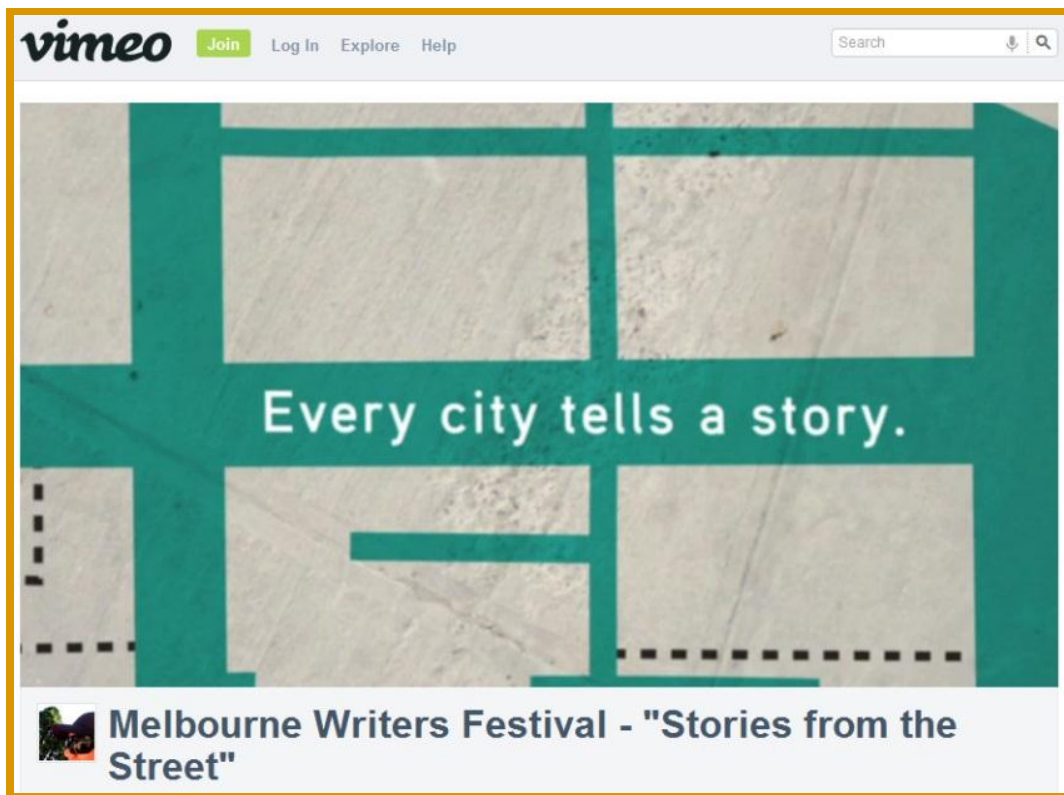 vimeo Join Log In Explore Help Search
Every city tells a story.
Melbourne Writers Festival - "Stories from the
Street"